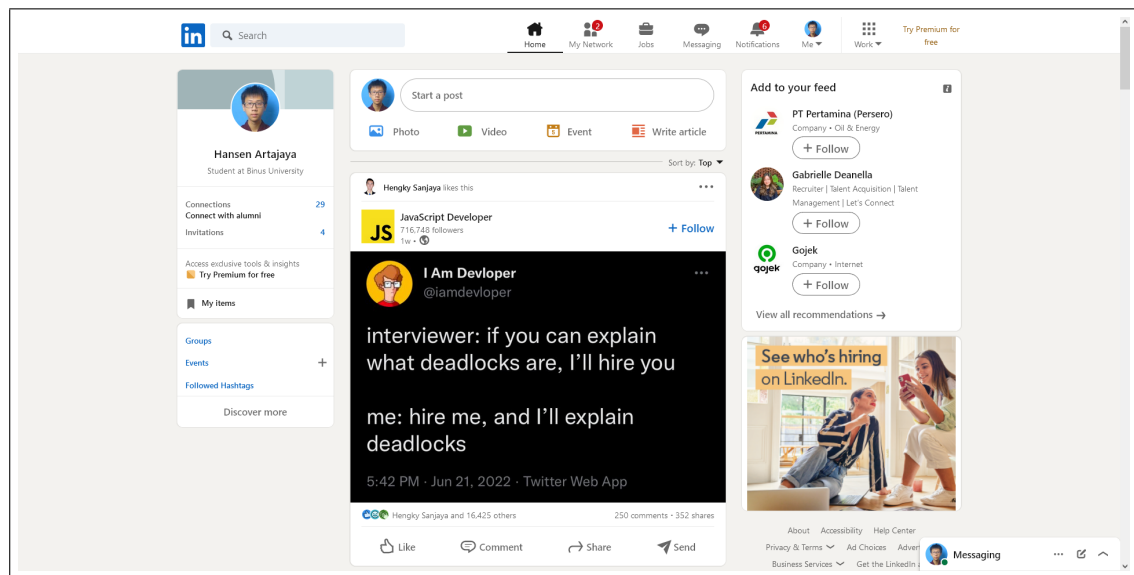 in
Search
Home
My Network
2
Jobs
Messaging
Notifications
6
Me
Work
Try Premium for
free
Hansen Artajaya
Student at Binus University
Connections 29
Connect with alumni
Invitations 4
Access exclusive tools & insights
Try Premium for free
My items
Groups
Events +
Followed Hashtags
Discover more
Start a post
Photo
Video
Event
Write article
Sort by: Top
Hengky Sanjaya likes this
JS
JavaScript Developer
716,748 followers
1w •
+ Follow
I Am Devloper
@iamdevloper
interviewer: if you can explain
what deadlocks are, I'll hire you
me: hire me, and I'll explain
deadlocks
5:42 PM · Jun 21, 2022 · Twitter Web App
Hengky Sanjaya and 16,425 others
250 comments • 352 shares
Like
Comment
Share
Send
Add to your feed
PERTAMINA
PT Pertamina (Persero)
Company • Oil & Energy
+ Follow
Gabrielle Deanella
Recruiter | Talent Acquisition | Talent
Management | Let's Connect
+ Follow
gojek
Gojek
Company • Internet
+ Follow
View all recommendations →
See who's hiring
on LinkedIn.
About Accessibility Help Center
Privacy & Terms Ad Choices Adver
Business Services Get the LinkedIn
Messaging